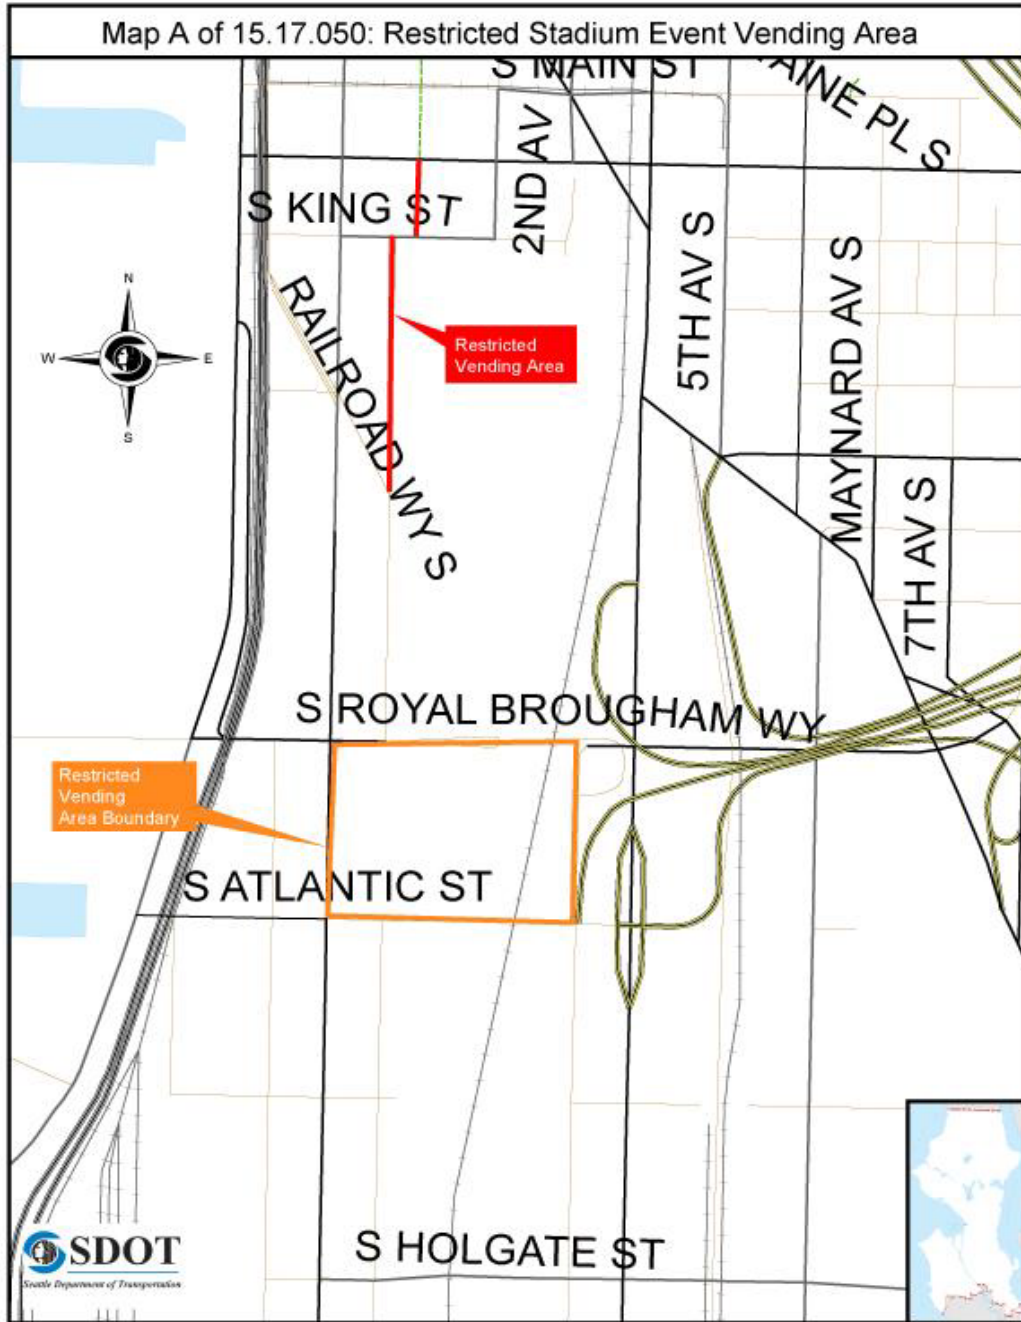 Map A of 15.17.050: Restricted Stadium Event Vending Area
S MAIN ST
AINE PL S
2ND AV
S KING ST
5TH AV S
MAYNARD AV S
N
W
E
S
RAILROAD WY S
Restricted
Vending Area
7TH AV S
S ROYAL BROUGHAM WY
Restricted
Vending
Area Boundary
S ATLANTIC ST
S HOLGATE ST
SDOT
Seattle Department of Transportation